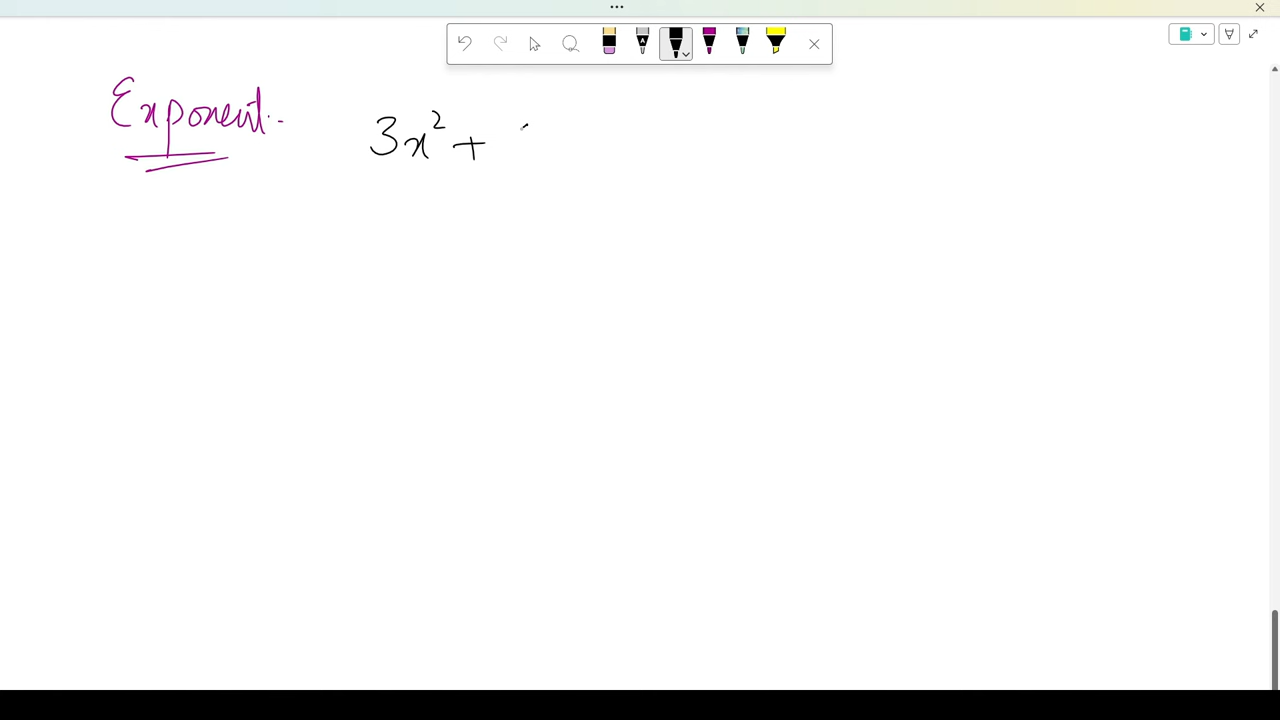 Exponent.
3x² +